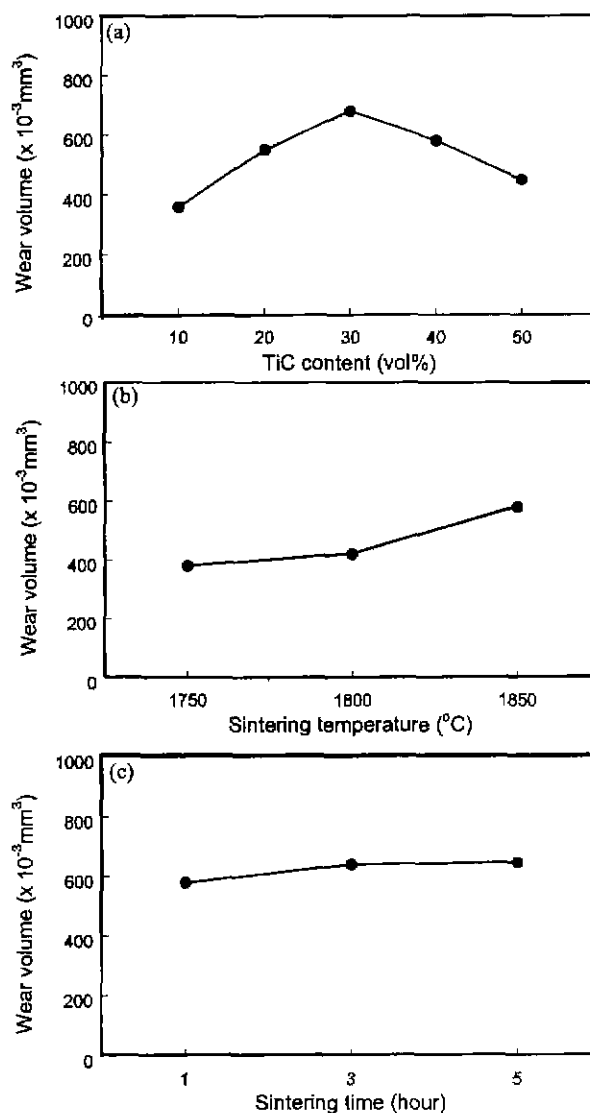 (a)
Wear volume (x 10⁻³mm³)
1000
800
600
400
200
0
10 20 30 40 50
TiC content (vol%)
(b)
Wear volume (x 10⁻³mm³)
1000
800
600
400
200
0
1750 1800 1850
Sintering temperature (⁰C)
(c)
Wear volume (x 10⁻³mm³)
1000
800
600
400
200
0
1 3 5
Sintering time (hour)